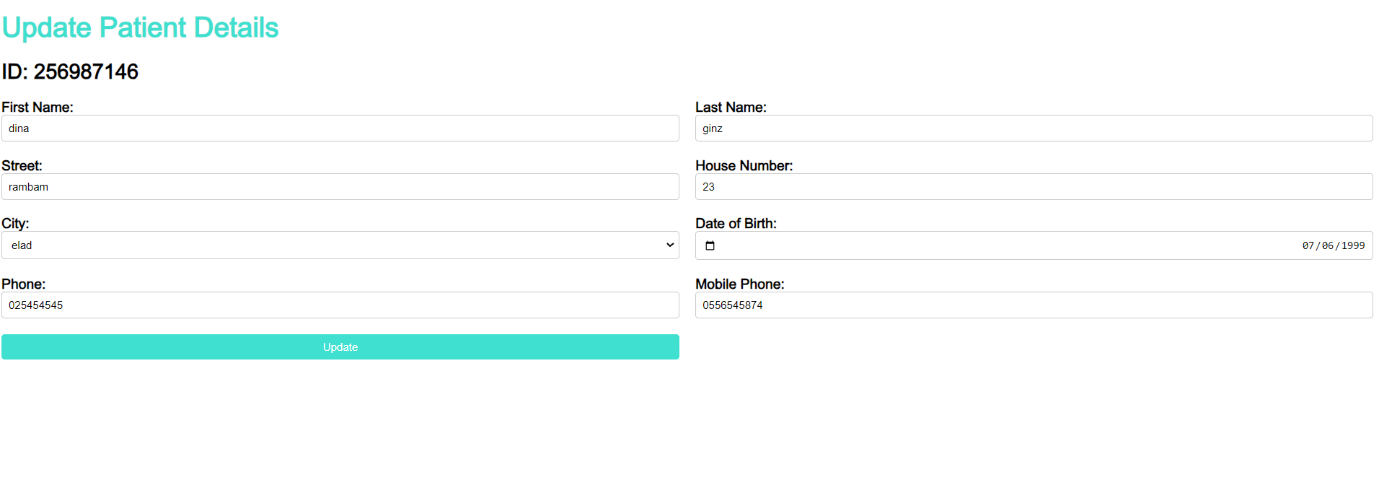 Update Patient Details
ID: 256987146
First Name: Last Name:
dina ginz
Street: House Number:
rambam 23
City: Date of Birth:
elad 07/06/1999
Phone: Mobile Phone:
025454545 0556545874
Update